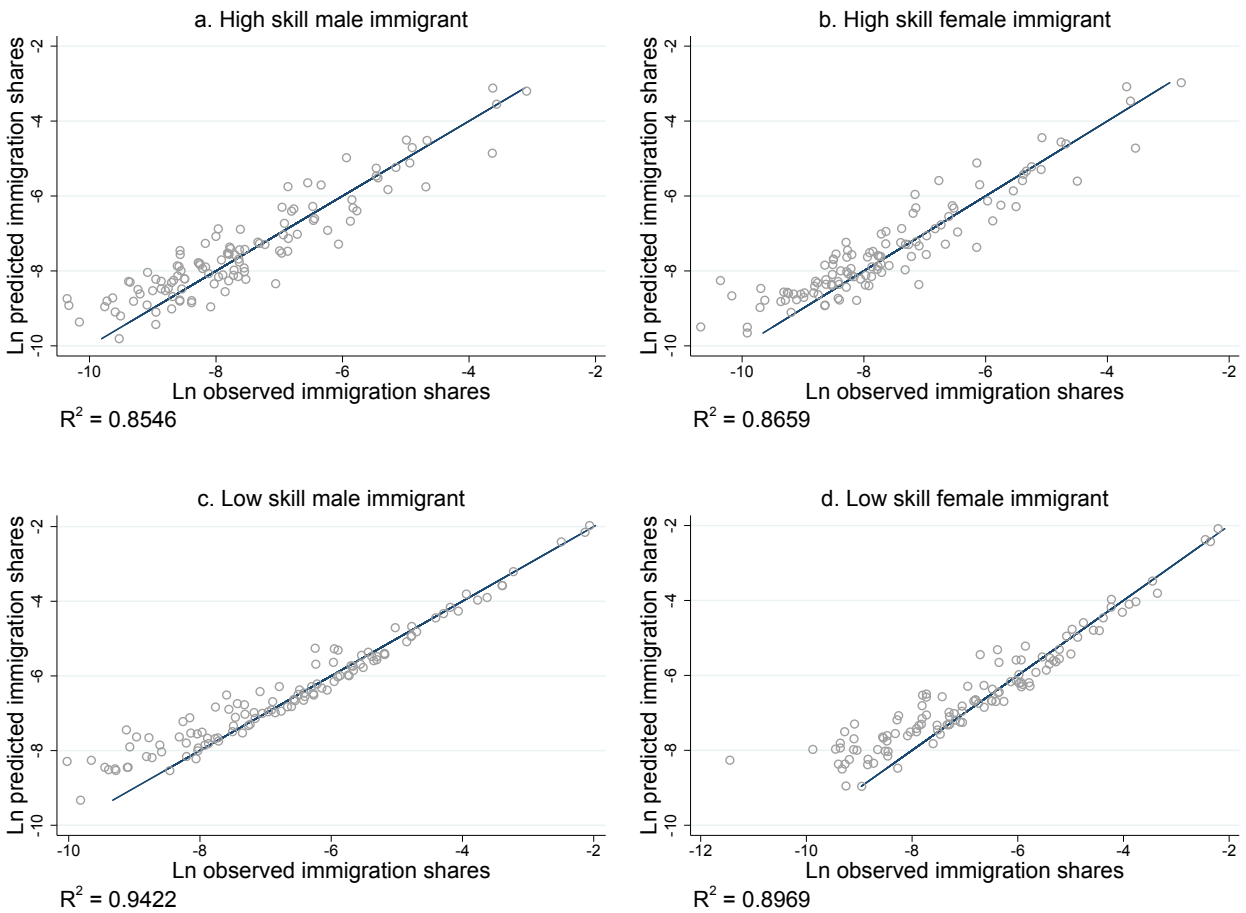 a. High skill male immigrant
Ln predicted immigration shares
-2
-4
-6
-8
-10
-10 -8 -6 -4 -2
Ln observed immigration shares
R² = 0.8546
b. High skill female immigrant
Ln predicted immigration shares
-2
-4
-6
-8
-10
-10 -8 -6 -4 -2
Ln observed immigration shares
R² = 0.8659
c. Low skill male immigrant
Ln predicted immigration shares
-2
-4
-6
-8
-10
-10 -8 -6 -4 -2
Ln observed immigration shares
R² = 0.9422
d. Low skill female immigrant
Ln predicted immigration shares
-2
-4
-6
-8
-10
-12 -10 -8 -6 -4 -2
Ln observed immigration shares
R² = 0.8969